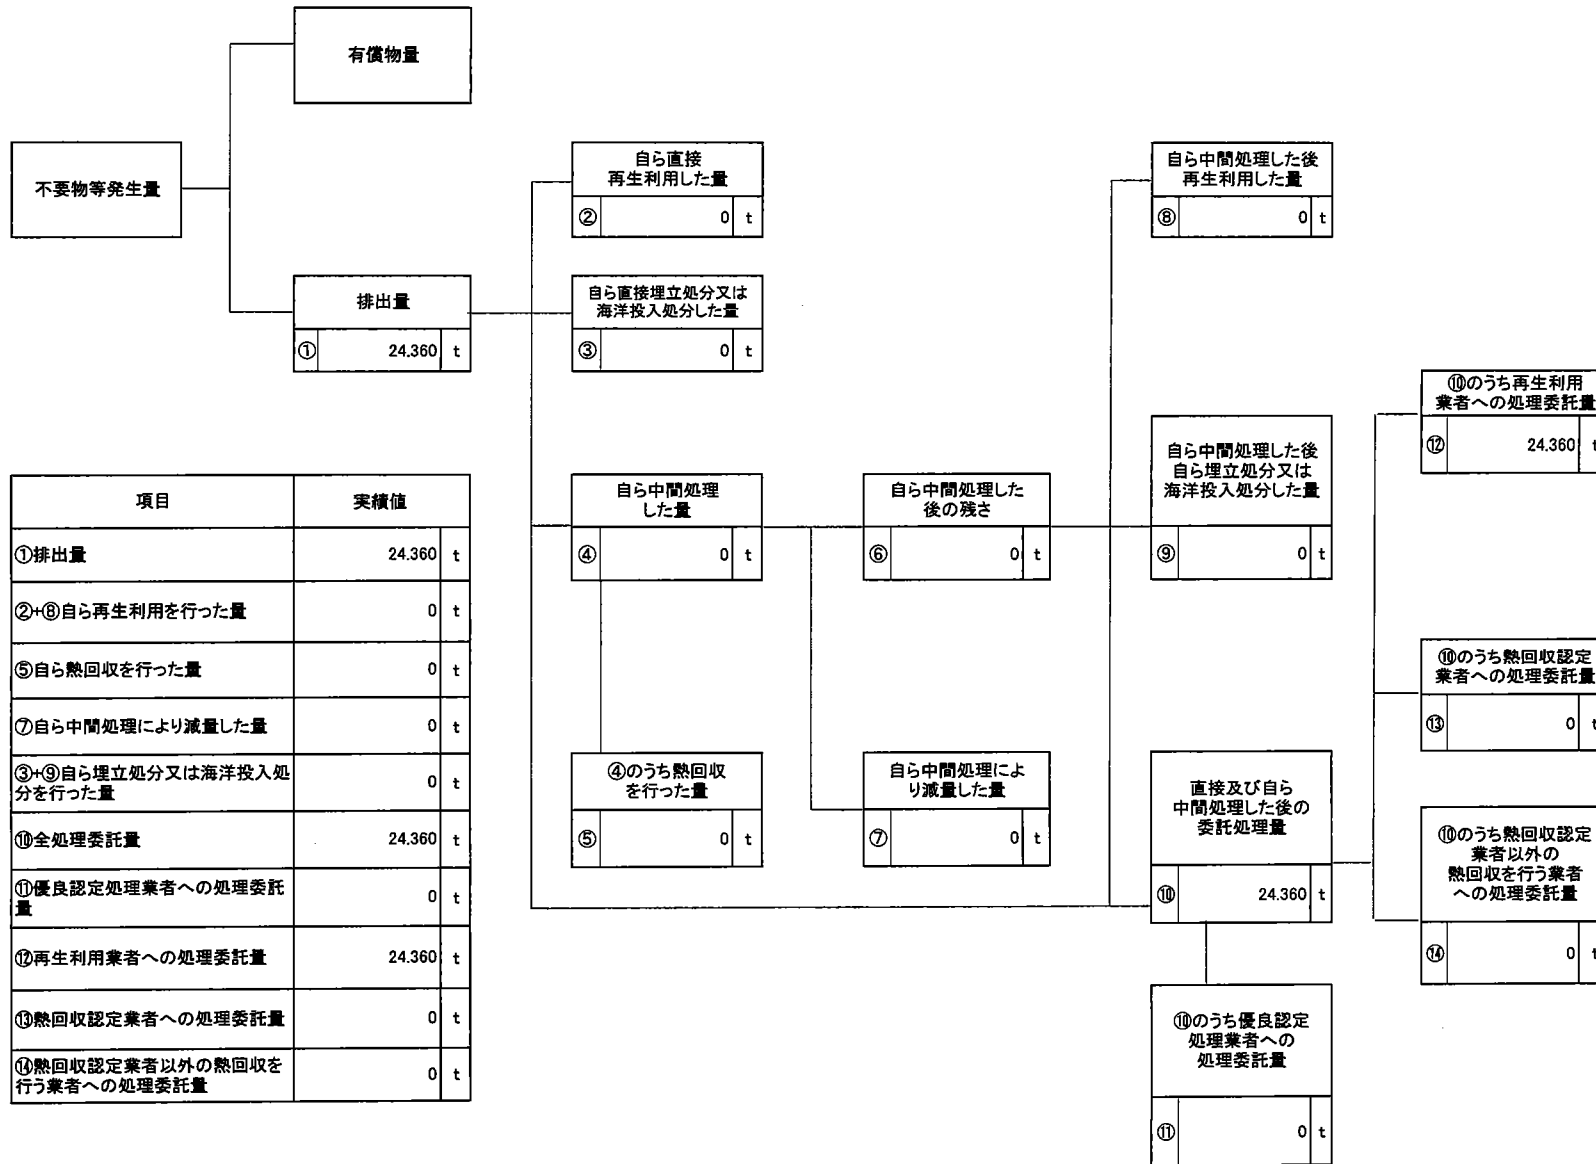 有償物量
不要物等発生量
排出量
① 24.360 t
自ら直接
再生利用した量
② 0 t
自ら直接埋立処分又は
海洋投入処分した量
③ 0 t
自ら中間処理
した量
④ 0 t
④のうち熱回収
を行った量
⑤ 0 t
自ら中間処理した
後の残さ
⑥ 0 t
自ら中間処理によ
り減量した量
⑦ 0 t
自ら中間処理した後
再生利用した量
⑧ 0 t
自ら中間処理した後
自ら埋立処分又は
海洋投入処分した量
⑨ 0 t
直接及び自ら
中間処理した後の
委託処理量
⑩ 24.360 t
⑩のうち優良認定
処理業者への
処理委託量
⑪ 0 t
⑩のうち再生利用
業者への処理委託量
⑫ 24.360 t
⑩のうち熱回収認定
業者への処理委託量
⑬ 0 t
⑩のうち熱回収認定
業者以外の
熱回収を行う業者
への処理委託量
⑭ 0 t
項目 実績値
①排出量 24.360 t
②+⑧自ら再生利用を行った量 0 t
⑤自ら熱回収を行った量 0 t
⑦自ら中間処理により減量した量 0 t
③+⑨自ら埋立処分又は海洋投入処
分を行った量 0 t
⑩全処理委託量 24.360 t
⑪優良認定処理業者への処理委託
量 0 t
⑫再生利用業者への処理委託量 24.360 t
⑬熱回収認定業者への処理委託量 0 t
⑭熱回収認定業者以外の熱回収を
行う業者への処理委託量 0 t